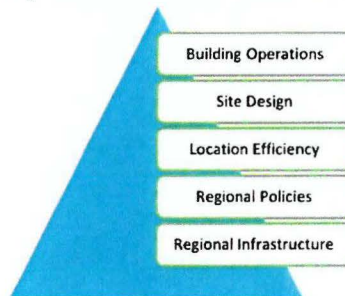 Building Operations
Site Design
Location Efficiency
Regional Policies
Regional Infrastructure